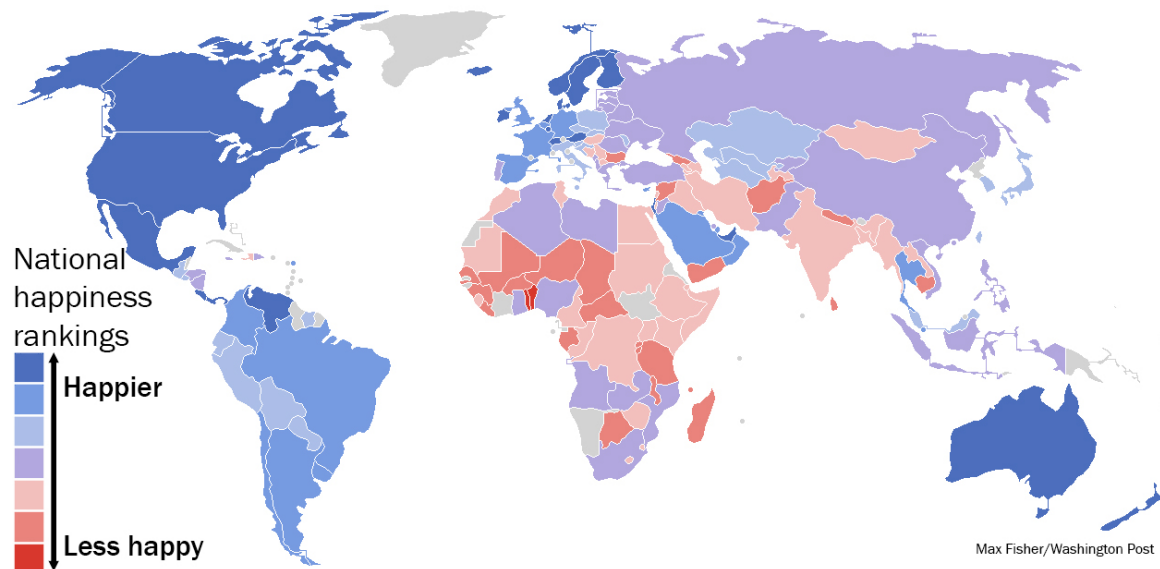 National
happiness
rankings
Happier
Less happy
Max Fisher/Washington Post